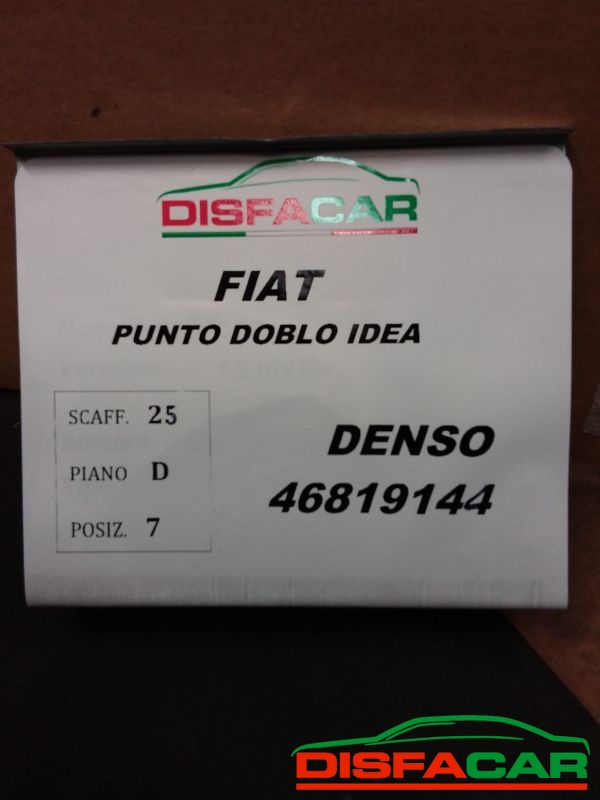 DISFACAR
FIAT
PUNTO DOBLO IDEA
SCAFF. 25
PIANO D
POSIZ. 7
DENSO
46819144
DISFACAR